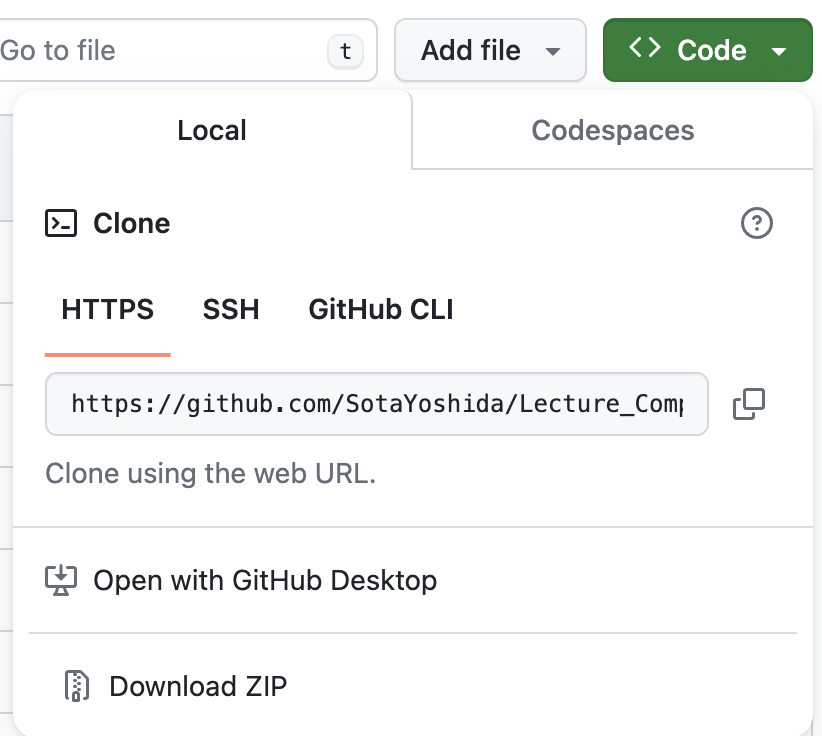 Go to file t Add file <> Code
Local Codespaces
Clone ?
HTTPS SSH GitHub CLI
https://github.com/SotaYoshida/Lecture_Comp
Clone using the web URL.
Open with GitHub Desktop
Download ZIP